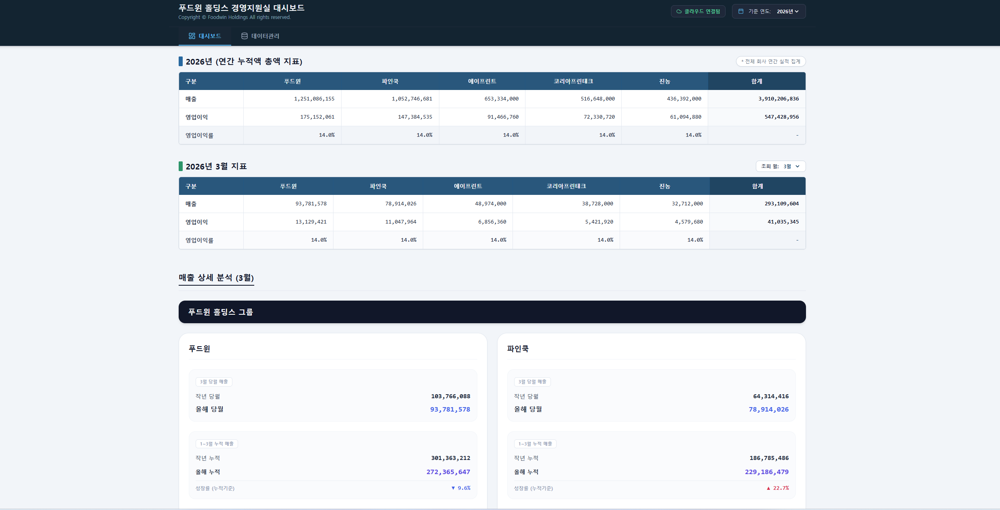 푸드윈 홀딩스 경영지원실 대시보드
Copyright © Foodwin Holdings All rights reserved.
클라우드 연결됨
기준 연도: 2026년
대시보드 데이터관리
2026년 (연간 누적액 총액 지표)
* 전체 회사 연간 실적 집계
구분 푸드윈 파인쿡 에이프린트 코리아프린테크 진농 합계
매출 1,251,086,155 1,052,746,681 653,334,000 516,648,000 436,392,000 3,910,206,836
영업이익 175,152,061 147,384,535 91,466,760 72,330,720 61,094,880 547,428,956
영업이익률 14.0% 14.0% 14.0% 14.0% 14.0% -
2026년 3월 지표
조회 월: 3월
구분 푸드윈 파인쿡 에이프린트 코리아프린테크 진농 합계
매출 93,781,578 78,914,026 48,974,000 38,728,000 32,712,000 293,109,604
영업이익 13,129,421 11,047,964 6,856,360 5,421,920 4,579,680 41,035,345
영업이익률 14.0% 14.0% 14.0% 14.0% 14.0% -
매출 상세 분석 (3월)
푸드윈 홀딩스 그룹
푸드윈
3월 당월 매출
작년 당월 103,766,088
올해 당월 93,781,578
1~3월 누적 매출
작년 누적 301,363,212
올해 누적 272,365,647
성장률 (누적기준) ▼ 9.6%
파인쿡
3월 당월 매출
작년 당월 64,314,416
올해 당월 78,914,026
1~3월 누적 매출
작년 누적 186,785,486
올해 누적 229,186,479
성장률 (누적기준) ▲ 22.7%